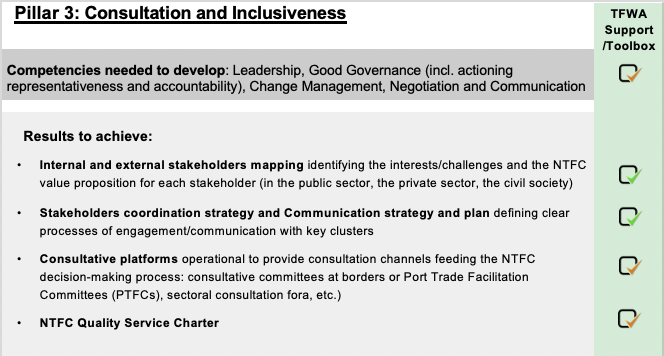 Pillar 3: Consultation and Inclusiveness
TFWA
Support
/Toolbox
Competencies needed to develop: Leadership, Good Governance (incl. actioning
representativeness and accountability), Change Management, Negotiation and Communication
Results to achieve:
• Internal and external stakeholders mapping identifying the interests/challenges and the NTFC
value proposition for each stakeholder (in the public sector, the private sector, the civil society)
• Stakeholders coordination strategy and Communication strategy and plan defining clear
processes of engagement/communication with key clusters
• Consultative platforms operational to provide consultation channels feeding the NTFC
decision-making process: consultative committees at borders or Port Trade Facilitation
Committees (PTFCs), sectoral consultation fora, etc.)
• NTFC Quality Service Charter